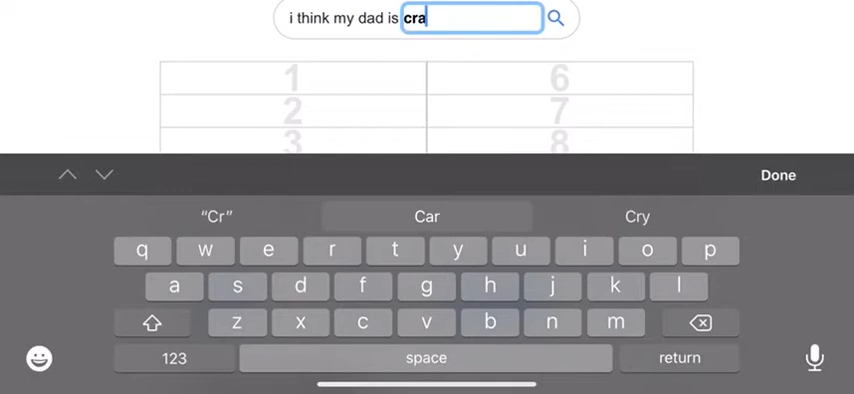 i think my dad is cra
1 6
2 7
3 8
Done
“Cr” Car Cry
q w e r t y u i o p
a s d f g h j k l
z x c v b n m
123 space return